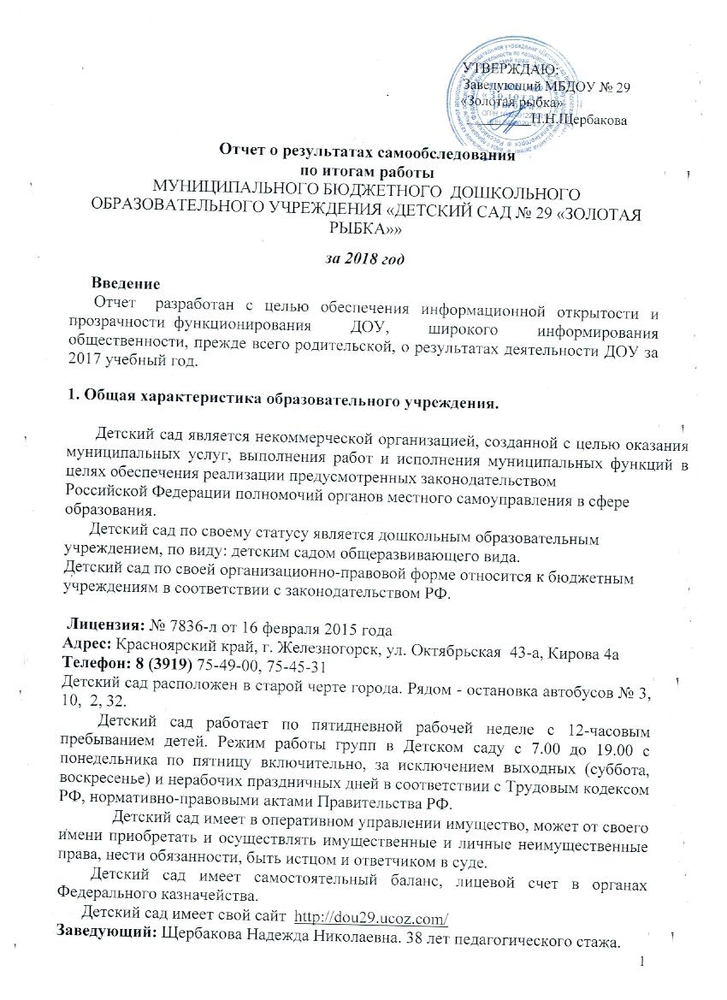 УТВЕРЖДАЮ:
Заведующий МБДОУ № 29
«Золотая рыбка»
Н.Н.Щербакова
Отчет о результатах самообследования
по итогам работы
МУНИЦИПАЛЬНОГО БЮДЖЕТНОГО ДОШКОЛЬНОГО
ОБРАЗОВАТЕЛЬНОГО УЧРЕЖДЕНИЯ «ДЕТСКИЙ САД № 29 «ЗОЛОТАЯ
РЫБКА»»
за 2018 год
Введение
Отчет разработан с целью обеспечения информационной открытости и
прозрачности функционирования ДОУ, широкого информирования
общественности, прежде всего родительской, о результатах деятельности ДОУ за
2017 учебный год.
1. Общая характеристика образовательного учреждения.
Детский сад является некоммерческой организацией, созданной с целью оказания
муниципальных услуг, выполнения работ и исполнения муниципальных функций в
целях обеспечения реализации предусмотренных законодательством
Российской Федерации полномочий органов местного самоуправления в сфере
образования.
Детский сад по своему статусу является дошкольным образовательным
учреждением, по виду: детским садом общеразвивающего вида.
Детский сад по своей организационно-правовой форме относится к бюджетным
учреждениям в соответствии с законодательством РФ.
Лицензия: № 7836-л от 16 февраля 2015 года
Адрес: Красноярский край, г. Железногорск, ул. Октябрьская 43-а, Кирова 4а
Телефон: 8 (3919) 75-49-00, 75-45-31
Детский сад расположен в старой черте города. Рядом - остановка автобусов № 3,
10, 2, 32.
Детский сад работает по пятидневной рабочей неделе с 12-часовым
пребыванием детей. Режим работы групп в Детском саду с 7.00 до 19.00 с
понедельника по пятницу включительно, за исключением выходных (суббота,
воскресенье) и нерабочих праздничных дней в соответствии с Трудовым кодексом
РФ, нормативно-правовыми актами Правительства РФ.
Детский сад имеет в оперативном управлении имущество, может от своего
имени приобретать и осуществлять имущественные и личные неимущественные
права, нести обязанности, быть истцом и ответчиком в суде.
Детский сад имеет самостоятельный баланс, лицевой счет в органах
Федерального казначейства.
Детский сад имеет свой сайт http://dou29.ucoz.com/
Заведующий: Щербакова Надежда Николаевна. 38 лет педагогического стажа.
1